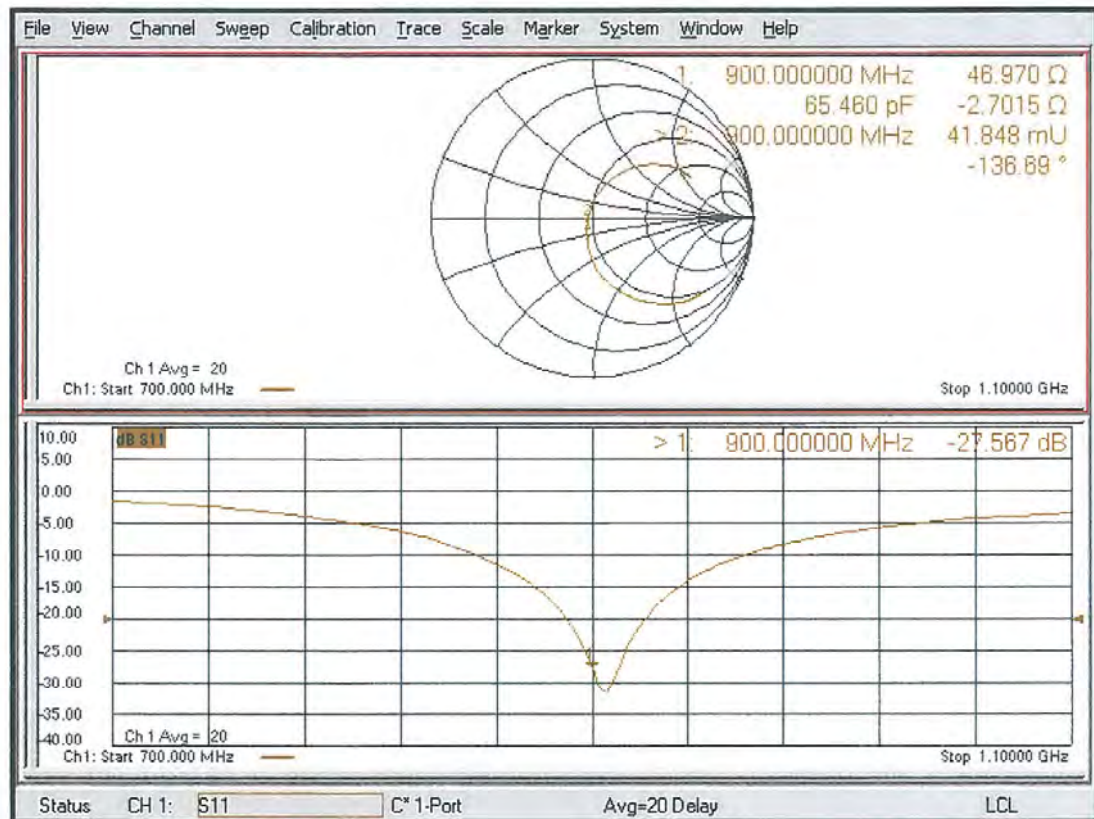 File View Channel Sweep Calibration Trace Scale Marker System Window Help
1: 900.000000 MHz 46.970 Ω
65.460 pF -2.7015 Ω
> 2: 900.000000 MHz 41.848 mU
-136.69 °
Ch 1 Avg = 20
Ch1: Start 700.000 MHz
Stop 1.10000 GHz
10.00
dB S11
> 1: 900.000000 MHz -27.567 dB
5.00
0.00
-5.00
-10.00
-15.00
-20.00
-25.00
-30.00
-35.00
-40.00
Ch 1 Avg = 20
Ch1: Start 700.000 MHz
Stop 1.10000 GHz
Status CH 1: S11 C* 1-Port Avg=20 Delay LCL